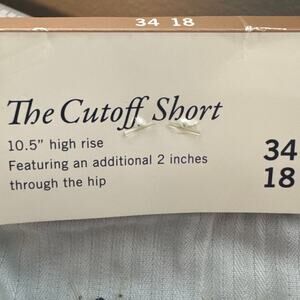 34 18
The Cutoff Short
10.5" high rise
Featuring an additional 2 inches
through the hip
34
18